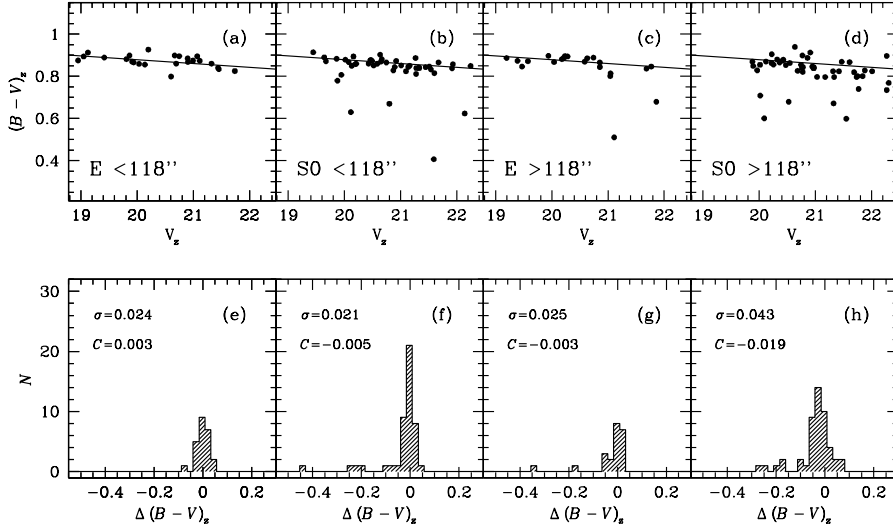 (a) (b) (c) (d)
1
0.8
0.6
0.4
(B − V)z
E <118" S0 <118" E >118" S0 >118"
19 20 21 22 19 20 21 22 19 20 21 22 19 20 21 22
Vz Vz Vz Vz
30
20
10
0
N
σ=0.024 (e) σ=0.021 (f) σ=0.025 (g) σ=0.043 (h)
C=0.003 C=−0.005 C=−0.003 C=−0.019
−0.4 −0.2 0 0.2 −0.4 −0.2 0 0.2 −0.4 −0.2 0 0.2 −0.4 −0.2 0 0.2
Δ (B − V)z Δ (B − V)z Δ (B − V)z Δ (B − V)z